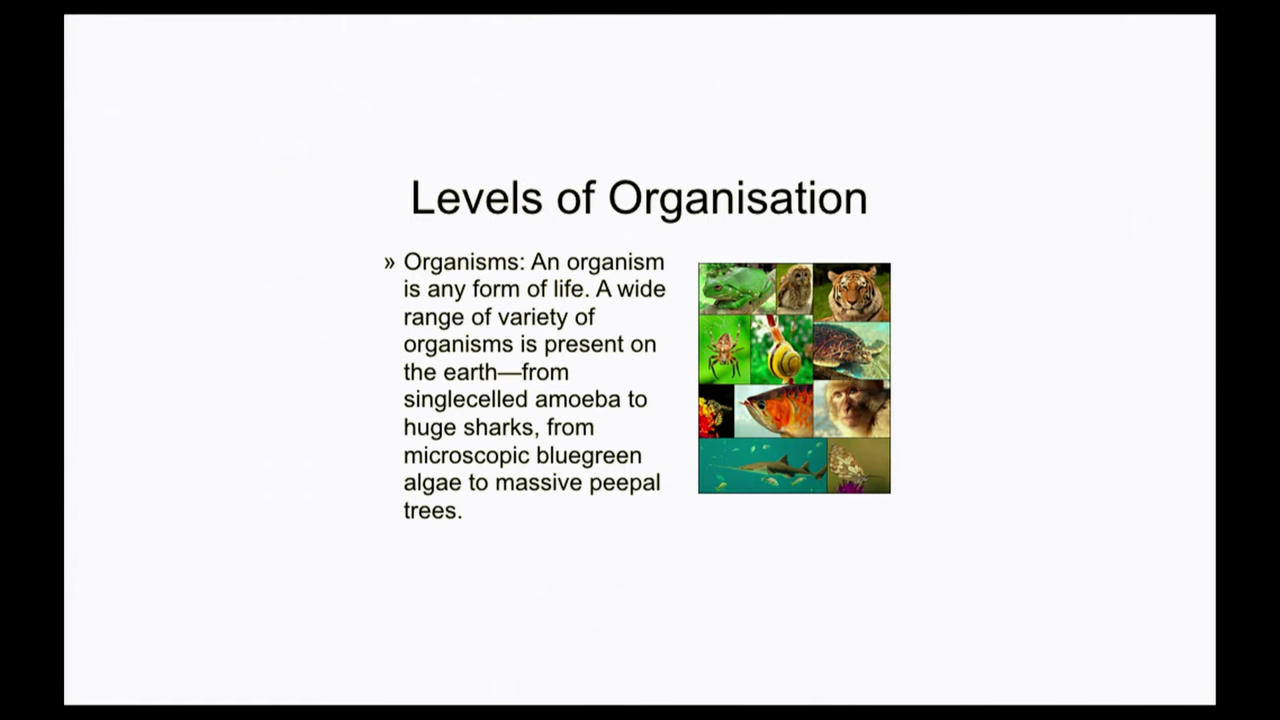 Levels of Organisation
» Organisms: An organism
is any form of life. A wide
range of variety of
organisms is present on
the earth—from
singlecelled amoeba to
huge sharks, from
microscopic bluegreen
algae to massive peepal
trees.